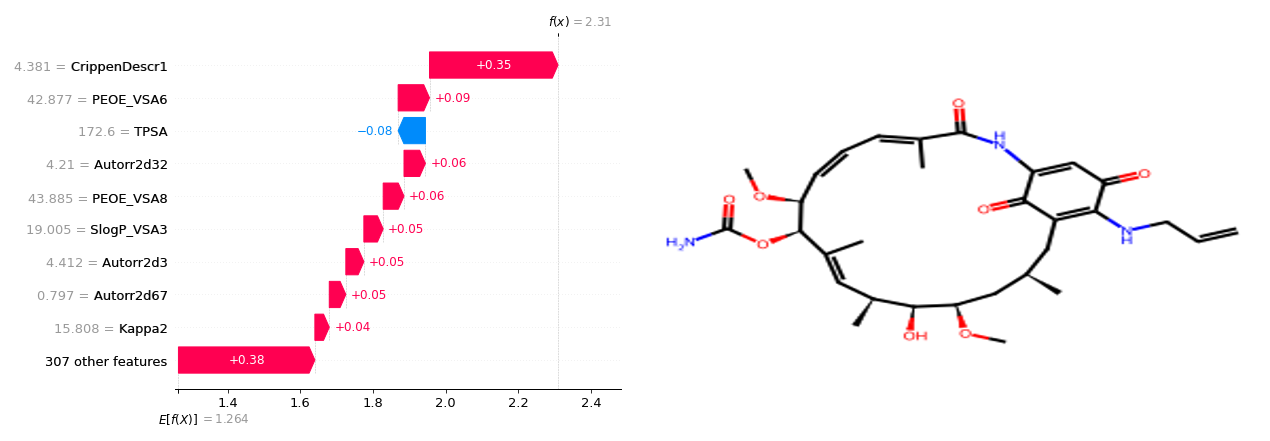 f(x) = 2.31
4.381 = CrippenDescr1
+0.35
42.877 = PEOE_VSA6
+0.09
172.6 = TPSA
−0.08
4.21 = Autorr2d32
+0.06
43.885 = PEOE_VSA8
+0.06
19.005 = SlogP_VSA3
+0.05
4.412 = Autorr2d3
+0.05
0.797 = Autorr2d67
+0.05
15.808 = Kappa2
+0.04
307 other features
+0.38
1.4 1.6 1.8 2.0 2.2 2.4
E[f(X)] = 1.264
O
H
N
O
O
O
O
H₂N
O
N
H
OH
O